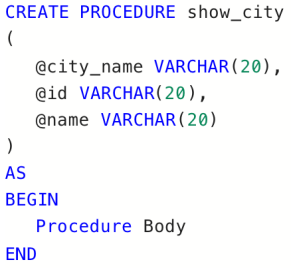 CREATE PROCEDURE show_city
(
@city_name VARCHAR(20),
@id VARCHAR(20),
@name VARCHAR(20)
)
AS
BEGIN
Procedure Body
END